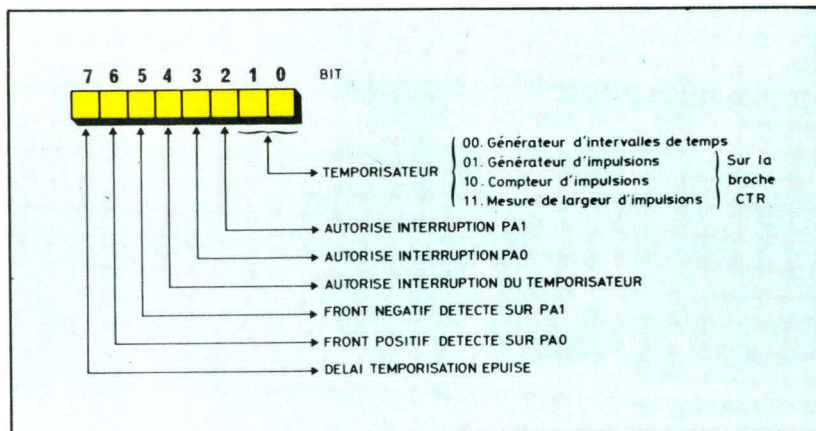 7 6 5 4 3 2 1 0 BIT
TEMPORISATEUR
00. Générateur d'intervalles de temps
01. Générateur d'impulsions
10. Compteur d'impulsions
11. Mesure de largeur d'impulsions
Sur la
broche
CTR
AUTORISE INTERRUPTION PA1
AUTORISE INTERRUPTION PA0
AUTORISE INTERRUPTION DU TEMPORISATEUR
FRONT NEGATIF DETECTE SUR PA1
FRONT POSITIF DETECTE SUR PA0
DELAI TEMPORISATION EPUISE